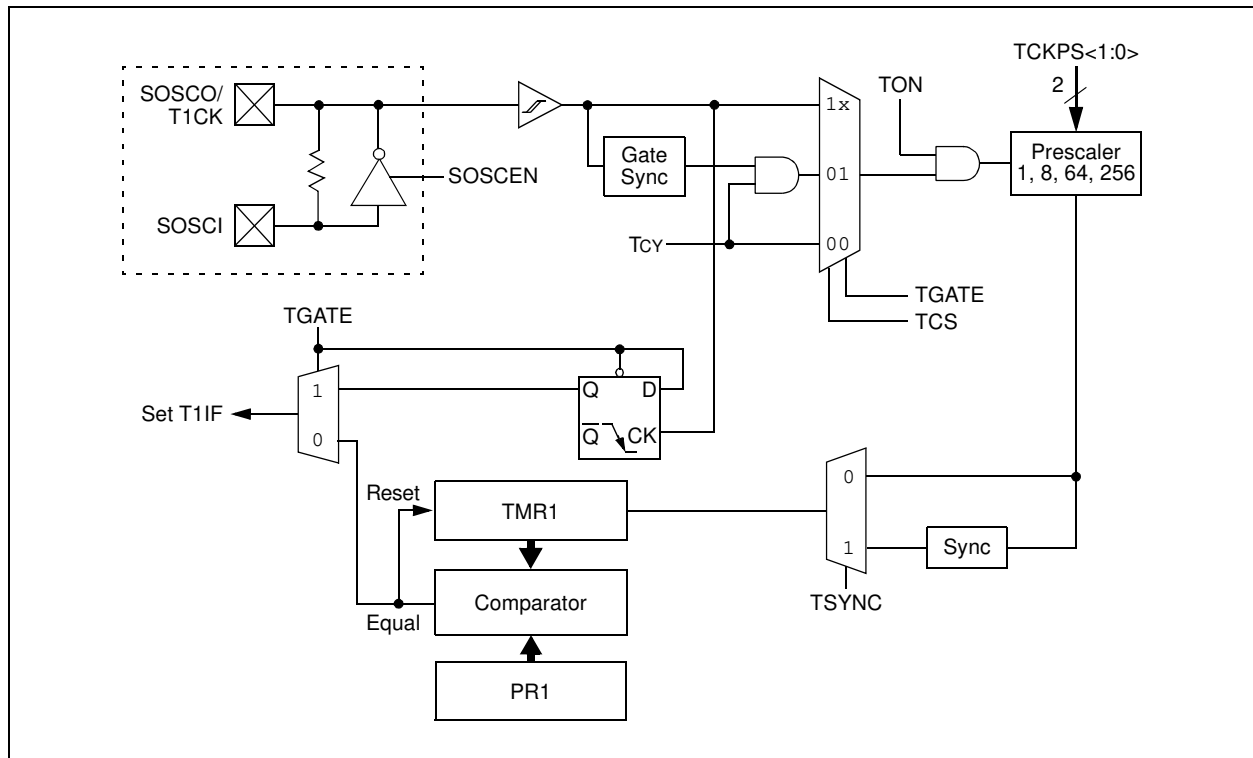 SOSCO/
T1CK
SOSCI
SOSCEN
Gate
Sync
TCY
1x
01
00
TGATE
TCS
TON
TCKPS<1:0>
2
Prescaler
1, 8, 64, 256
TGATE
1
0
Set T1IF
Q
D
Q
CK
Reset
TMR1
Equal
Comparator
PR1
0
1
Sync
TSYNC